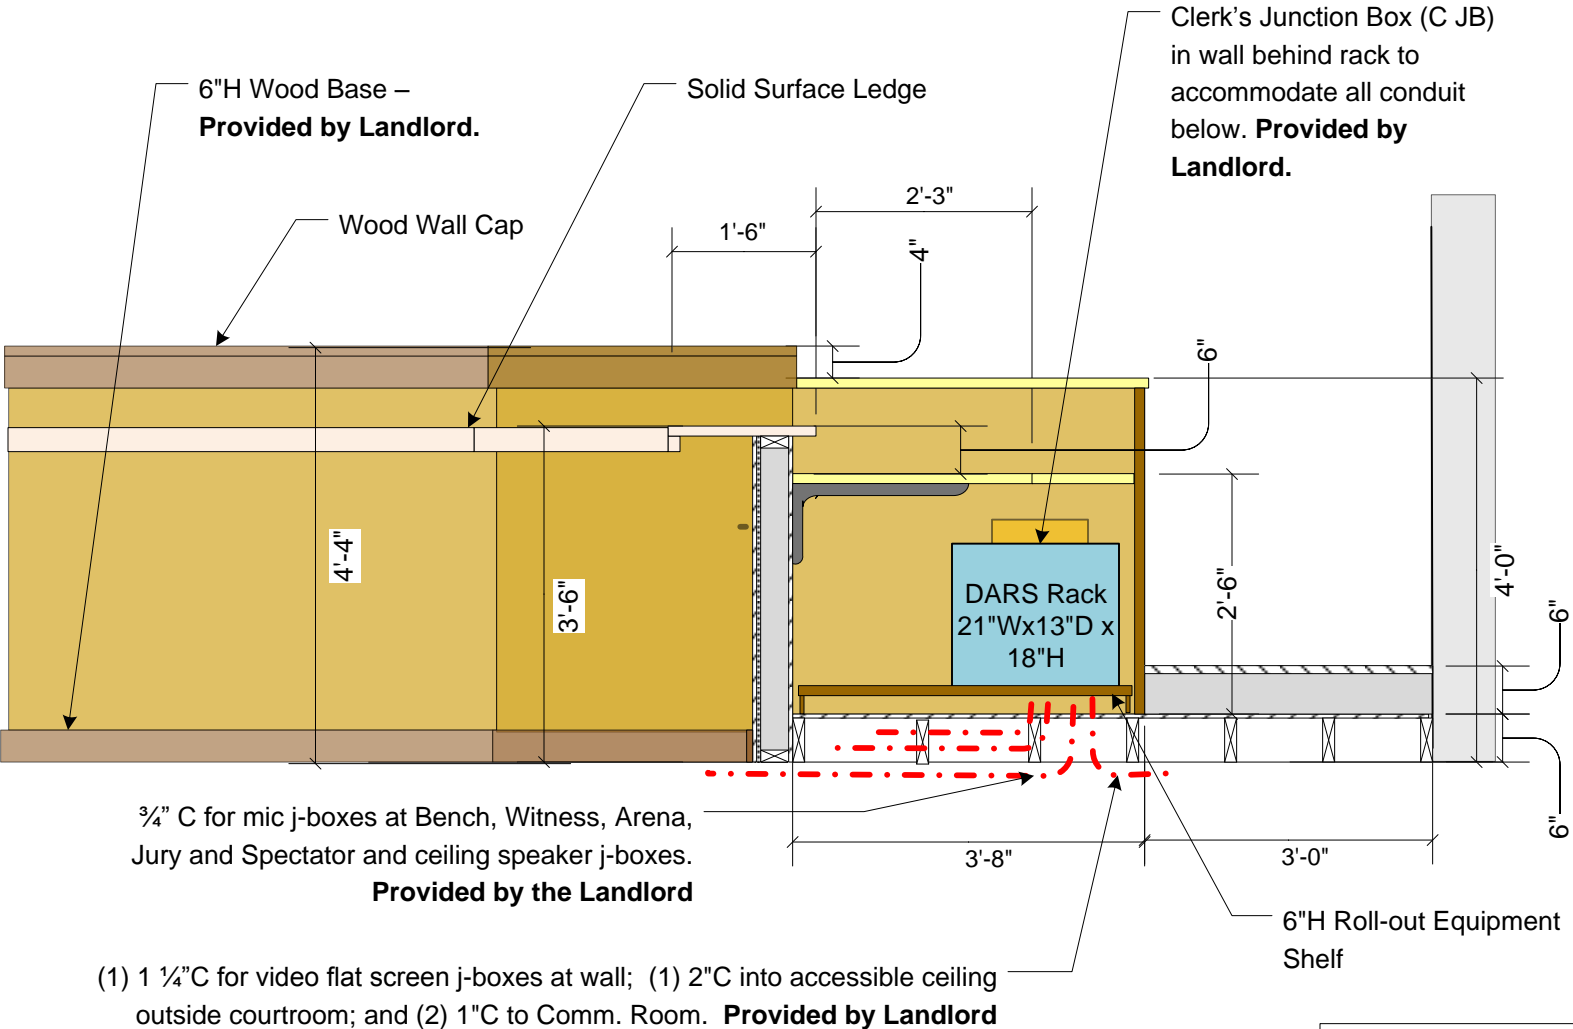 Clerk's Junction Box (C JB)
in wall behind rack to
accommodate all conduit
below. Provided by
Landlord.
6"H Wood Base –
Provided by Landlord.
Solid Surface Ledge
Wood Wall Cap
2'-3"
1'-6"
4"
6"
4'-4"
3'-6"
2'-6"
4'-0"
6"
6"
DARS Rack
21"Wx13"D x
18"H
¾" C for mic j-boxes at Bench, Witness, Arena,
Jury and Spectator and ceiling speaker j-boxes.
Provided by the Landlord
3'-8"
3'-0"
6"H Roll-out Equipment
Shelf
(1) 1 ¼"C for video flat screen j-boxes at wall;  (1) 2"C into accessible ceiling
outside courtroom; and (2) 1"C to Comm. Room.  Provided by Landlord